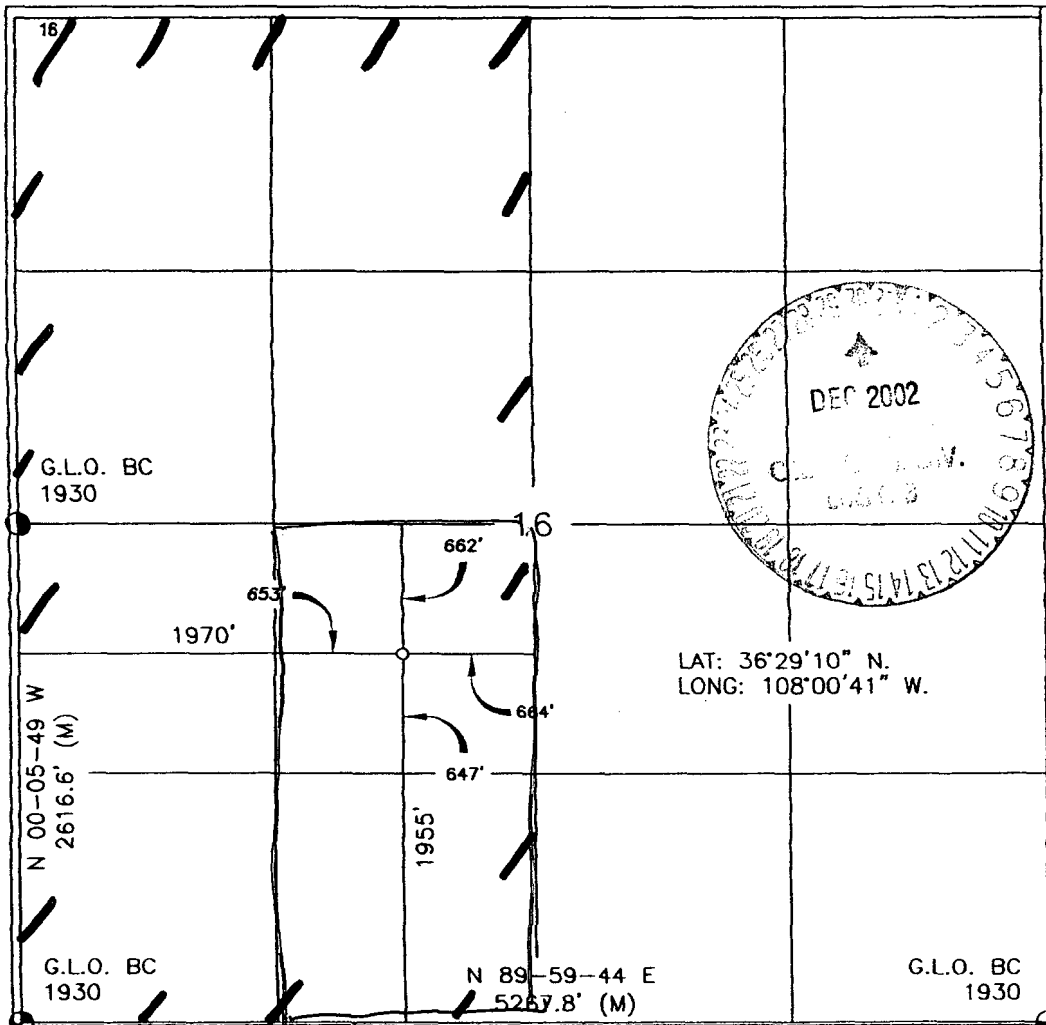 16
DEC 2002
G.L.O. BC
1930
16
662'
653'
1970'
LAT: 36°29'10" N.
LONG: 108°00'41" W.
664'
647'
N 00-05-49 W
2616.6' (M)
1955'
G.L.O. BC
1930
N 89-59-44 E
5267.8' (M)
G.L.O. BC
1930